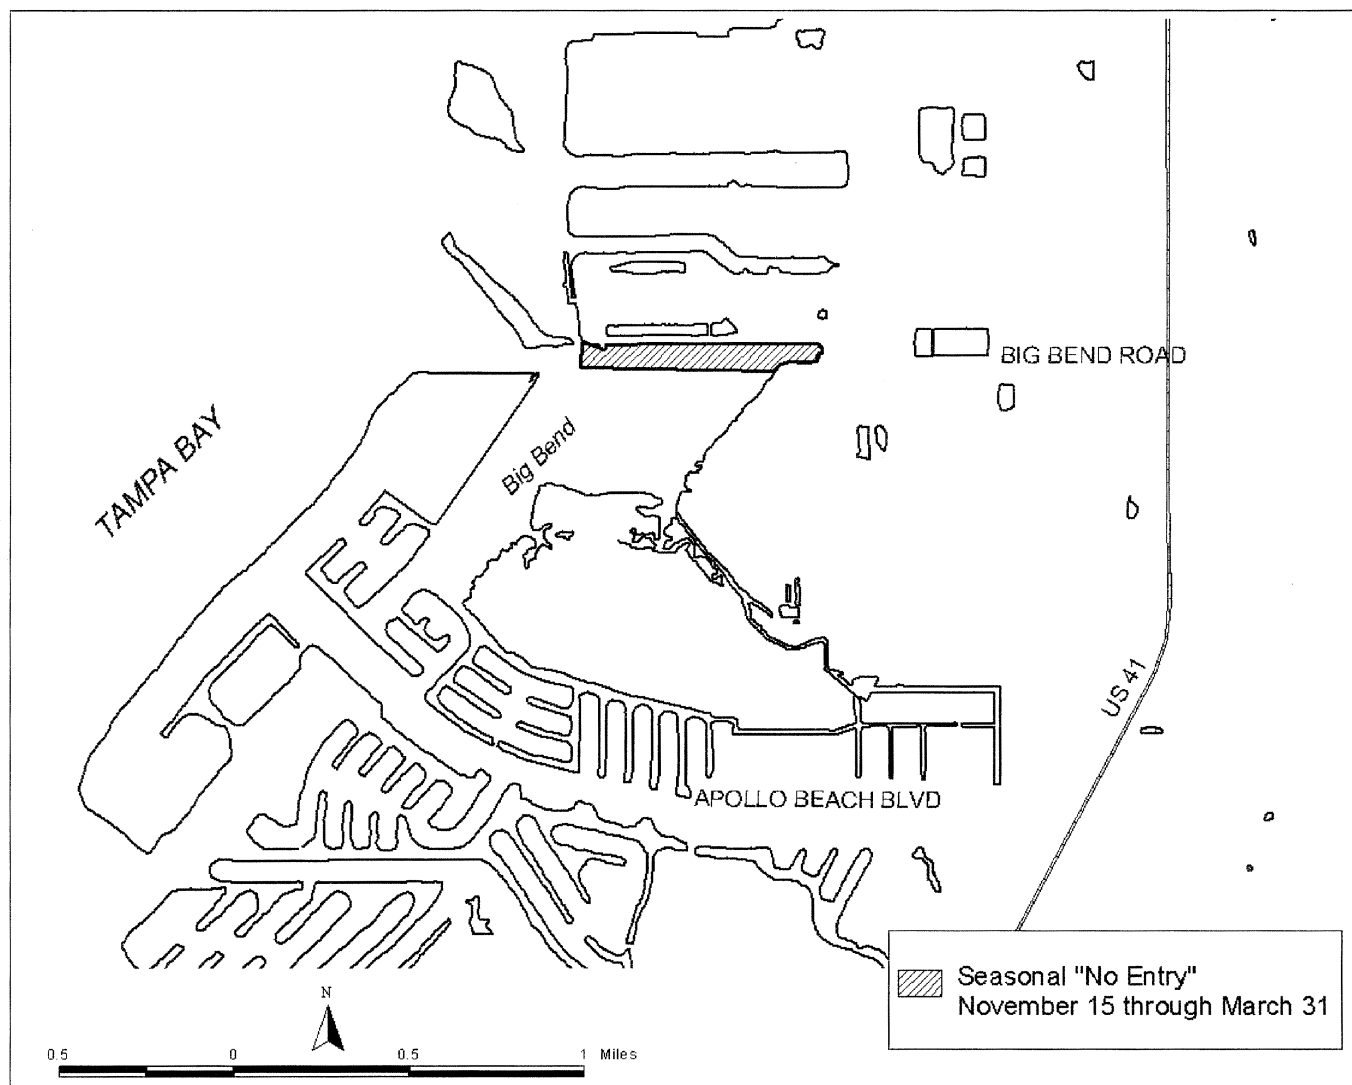 BIG BEND ROAD
TAMPA BAY
Big Bend
US 41
APOLLO BEACH BLVD
Seasonal "No Entry"
November 15 through March 31
N
0.5 0 0.5 1 Miles